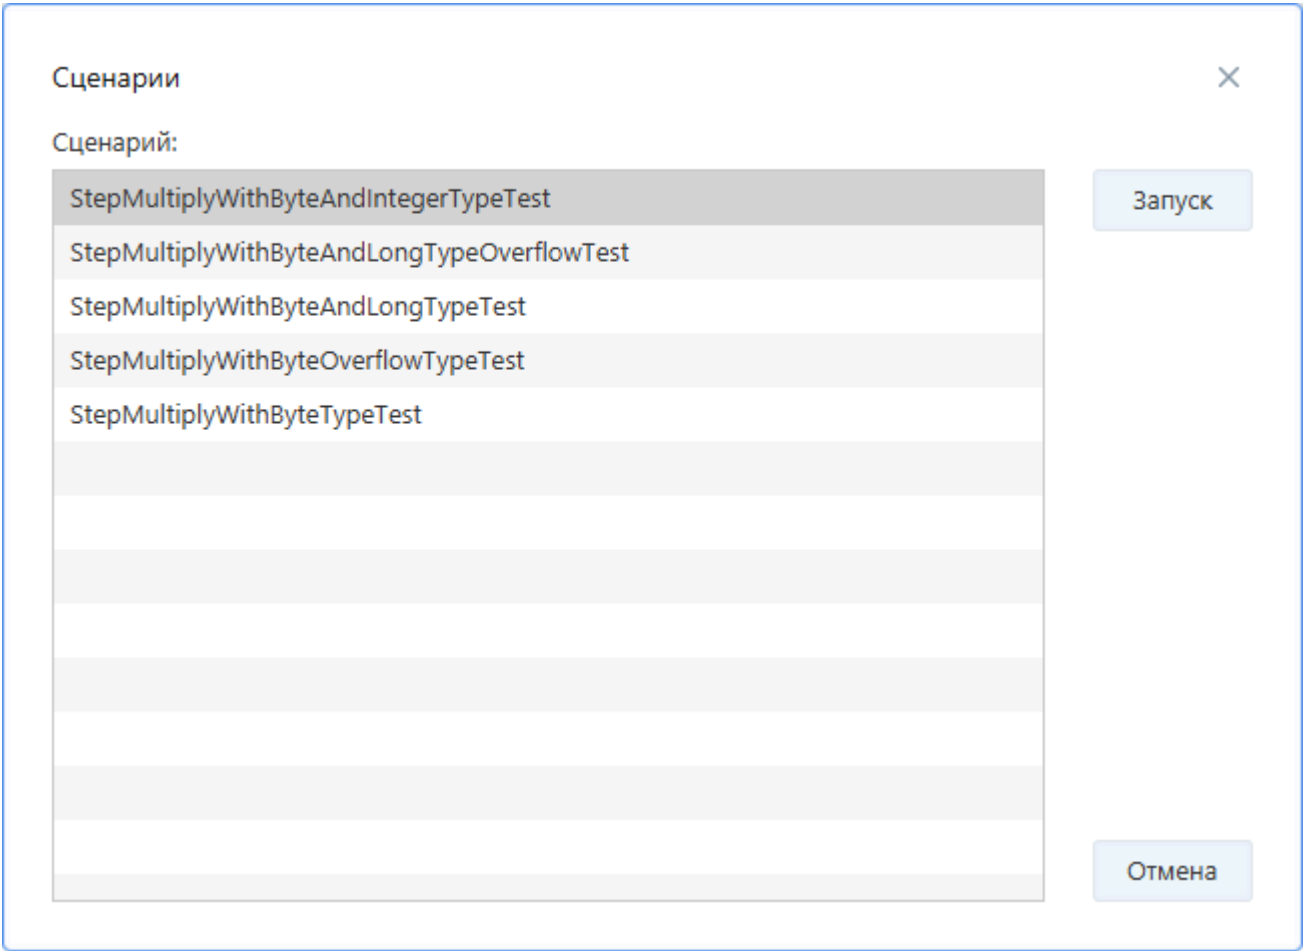 Сценарии
Сценарий:
StepMultiplyWithByteAndIntegerTypeTest
Запуск
StepMultiplyWithByteAndLongTypeOverflowTest
StepMultiplyWithByteAndLongTypeTest
StepMultiplyWithByteOverflowTypeTest
StepMultiplyWithByteTypeTest
Отмена